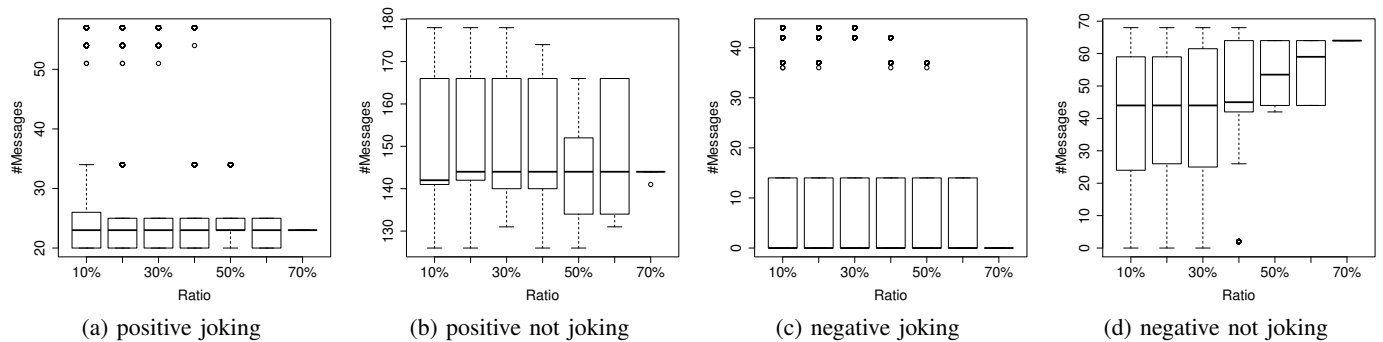 #Messages
20 30 40 50
10% 30% 50% 70%
Ratio
(a) positive joking
#Messages
130 140 150 160 170 180
10% 30% 50% 70%
Ratio
(b) positive not joking
#Messages
0 10 20 30 40
10% 30% 50% 70%
Ratio
(c) negative joking
#Messages
0 10 20 30 40 50 60 70
10% 30% 50% 70%
Ratio
(d) negative not joking